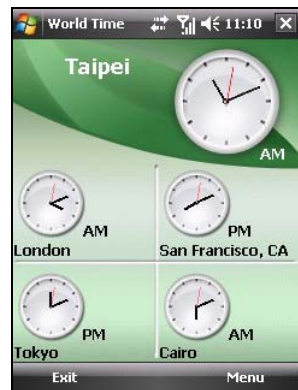 World Time 11:10
Taipei
AM
AM
London
PM
San Francisco, CA
PM
Tokyo
AM
Cairo
Exit Menu